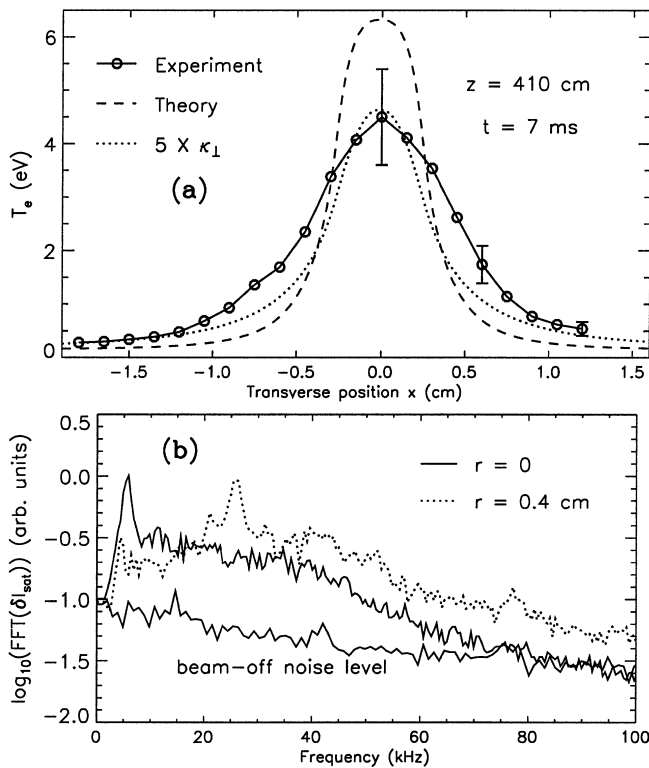 6
4
2
0
T_e (eV)
Experiment
Theory
5 X κ⊥
(a)
z = 410 cm
t = 7 ms
−1.5 −1.0 −0.5 0.0 0.5 1.0 1.5
Transverse position x (cm)
0.5
0.0
−0.5
−1.0
−1.5
−2.0
log₁₀(FFT(δI_sat)) (arb. units)
(b)
r = 0
r = 0.4 cm
beam−off noise level
0 20 40 60 80 100
Frequency (kHz)